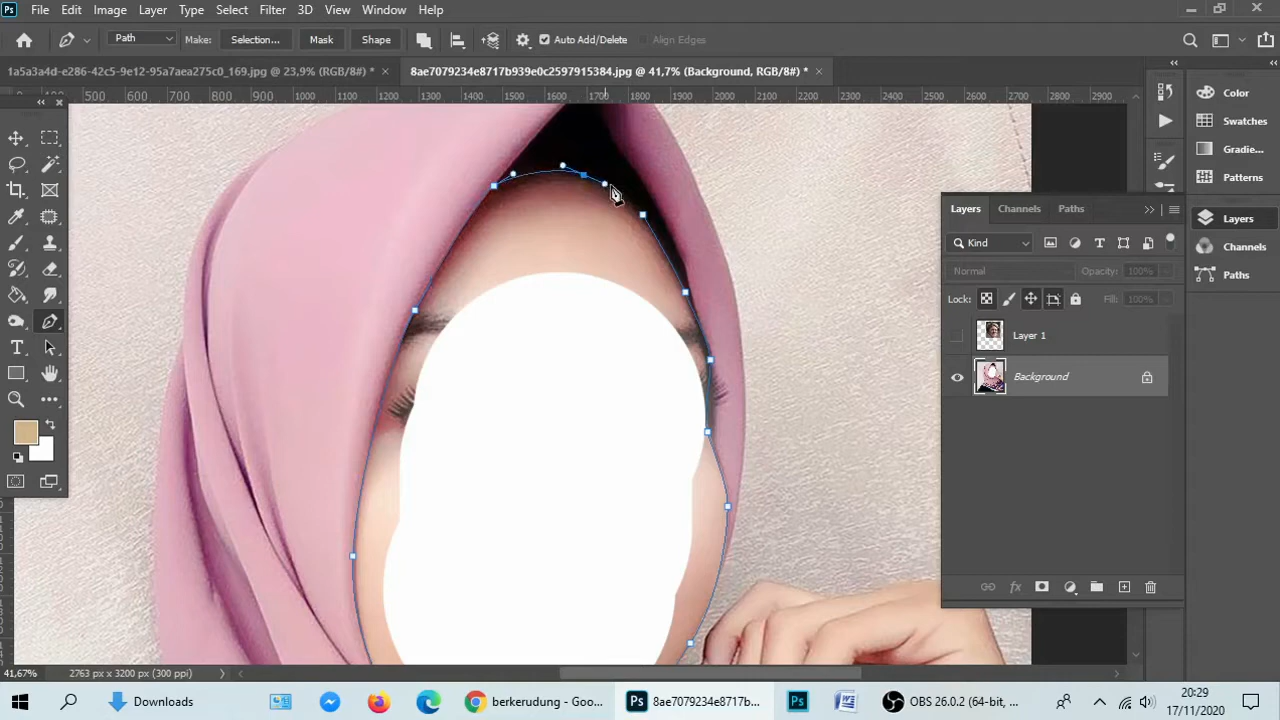 Ps File Edit Image Layer Type Select Filter 3D View Window Help
Path Make: Selection... Mask Shape Auto Add/Delete Align Edges
1a5a3a4d-e286-42c5-9e12-95a7aea275c0_169.jpg @ 23,9% (RGB/8#) * × 8ae7079234e8717b939e0c2597915384.jpg @ 41,7% (Background, RGB/8#) * ×
500 600 700 800 900 1000 1100 1200 1300 1400 1500 1600 1700 1800 1900 2000 2100 2200 2300 2400 2500 2600 2700 2800 2900
Color
Swatches
Gradie...
Patterns
Layers
Channels
Paths
Layers Channels Paths
Kind
Normal Opacity: 100%
Lock: Fill: 100%
Layer 1
Background
fx
41,67% 2763 px x 3200 px (300 ppi)
Downloads berkerudung - Goo... Ps 8ae7079234e8717b... Ps OBS 26.0.2 (64-bit, ... 20:29
17/11/2020